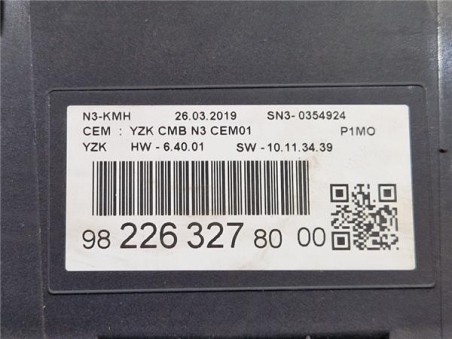 N3-KMH 26.03.2019 SN3- 0354924
CEM : YZK CMB N3 CEM01 P1MO
YZK HW - 6.40.01 SW - 10.11.34.39
98 226 327 80 00